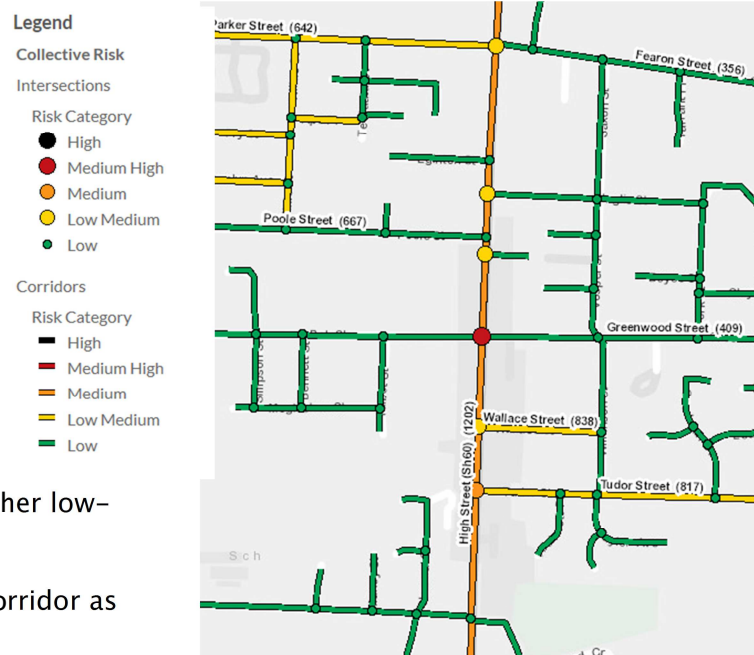 Legend
Collective Risk
Intersections
Risk Category
High
Medium High
Medium
Low Medium
Low
Corridors
Risk Category
High
Medium High
Medium
Low Medium
Low
her low-
orridor as
Parker Street (642)
Fearon Street (356)
Poole Street (667)
Greenwood Street (409)
Wallace Street (838)
High Street (Sh60) (1202)
Tudor Street (817)
Sch
Cr